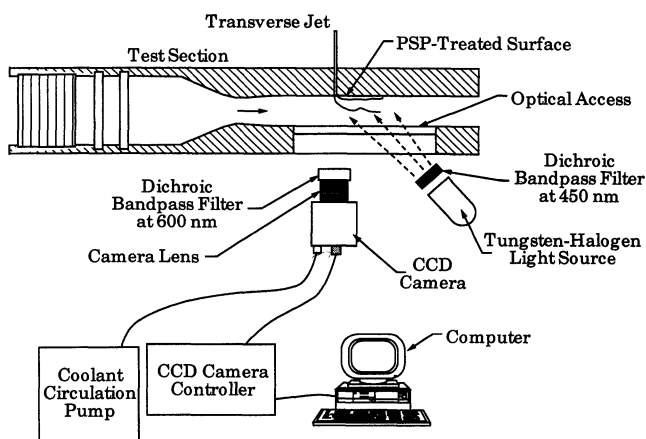 Transverse Jet
PSP-Treated Surface
Test Section
Optical Access
Dichroic
Bandpass Filter
at 600 nm
Dichroic
Bandpass Filter
at 450 nm
Camera Lens
Tungsten-Halogen
Light Source
CCD
Camera
Computer
Coolant
Circulation
Pump
CCD Camera
Controller